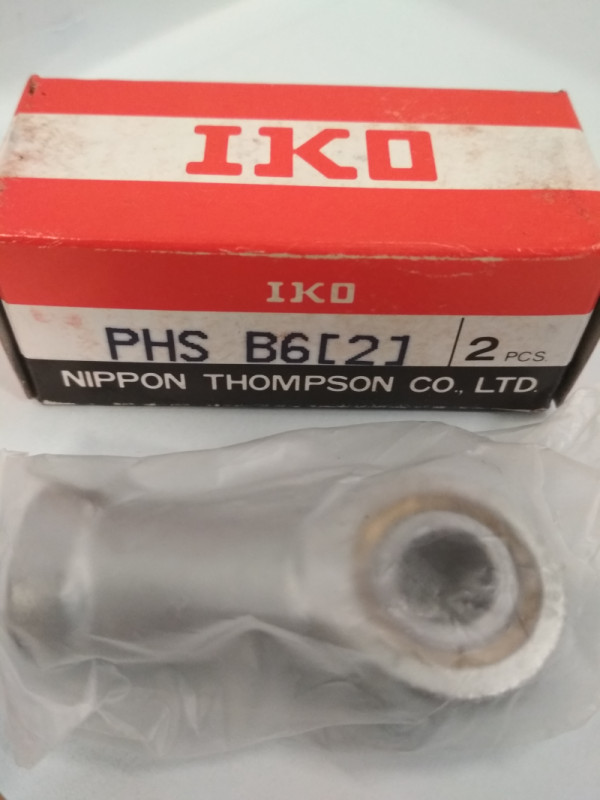 IKO
IKO
PHS B6[2] 2 PCS.
NIPPON THOMPSON CO., LTD.